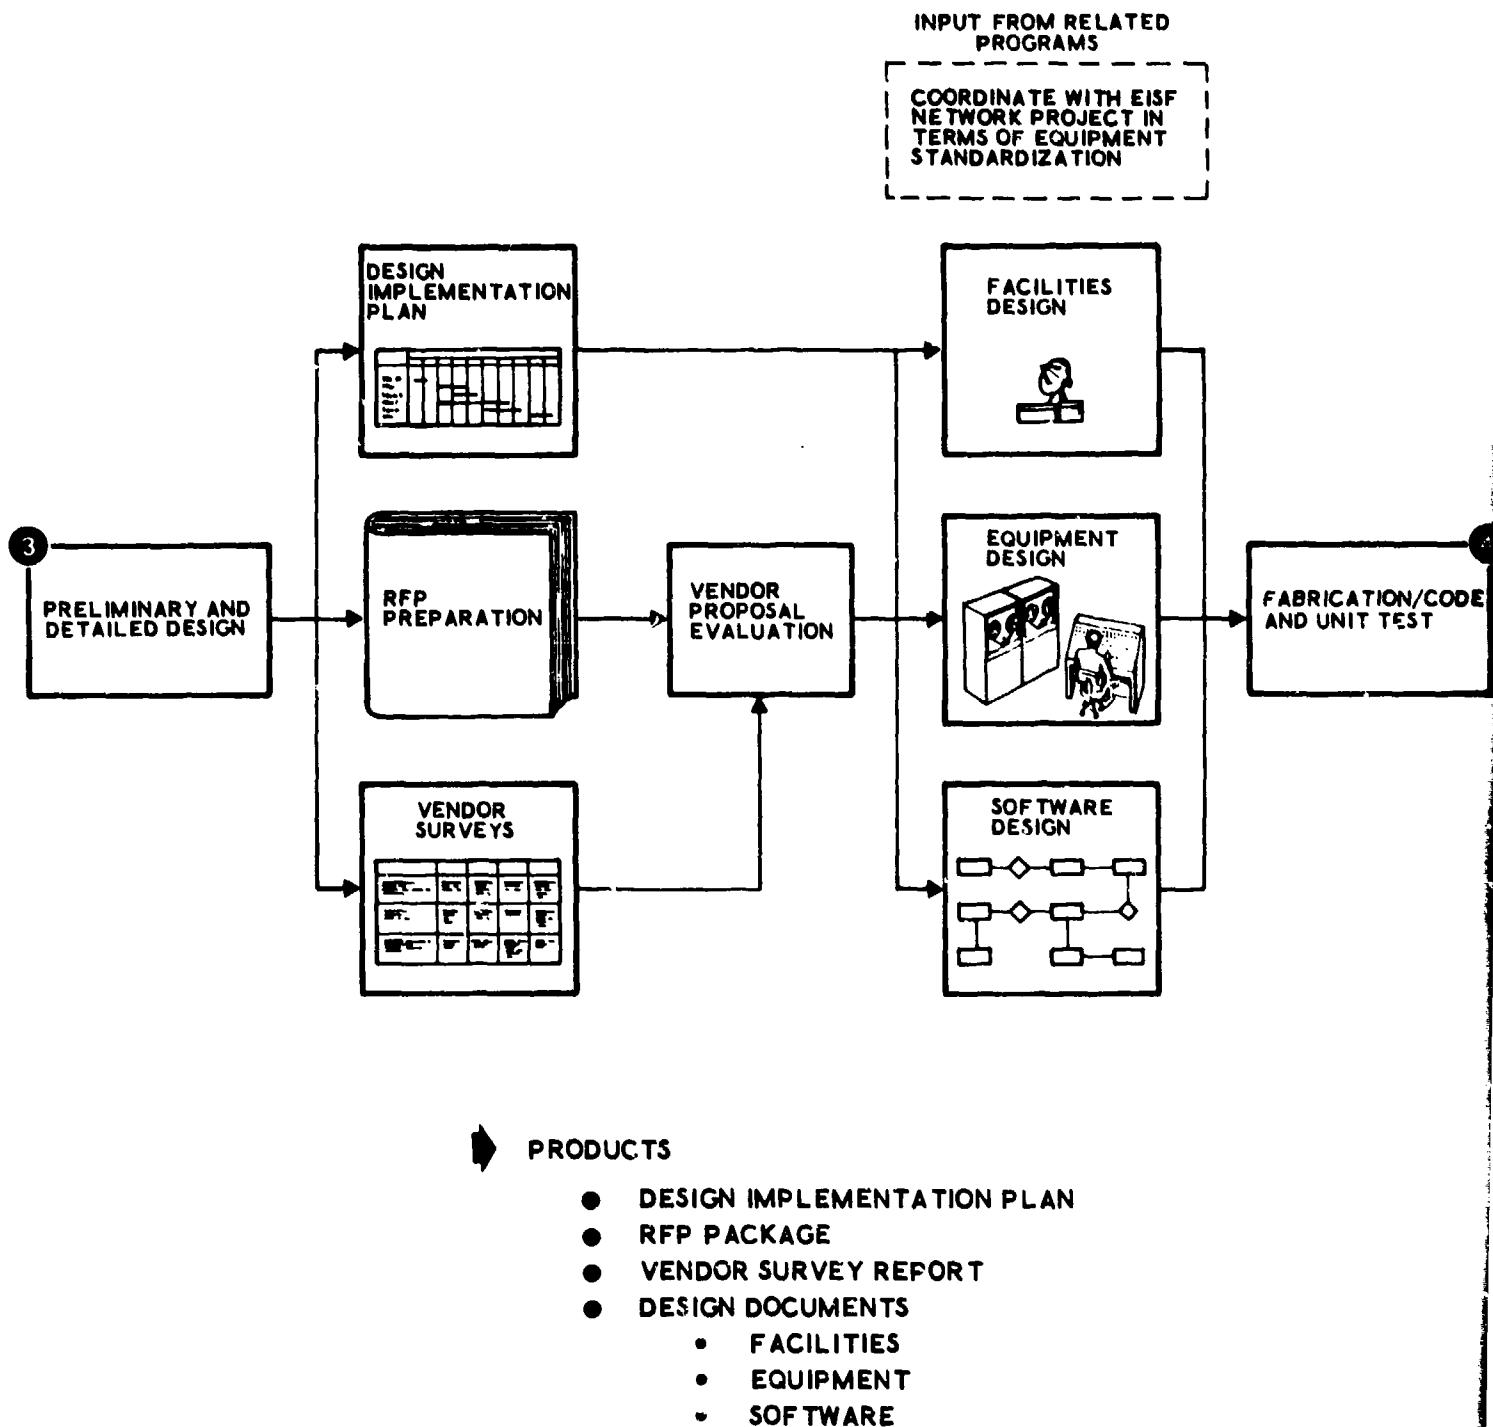 INPUT FROM RELATED
PROGRAMS
COORDINATE WITH EISF
NETWORK PROJECT IN
TERMS OF EQUIPMENT
STANDARDIZATION
DESIGN
IMPLEMENTATION
PLAN
FACILITIES
DESIGN
3
PRELIMINARY AND
DETAILED DESIGN
RFP
PREPARATION
VENDOR
PROPOSAL
EVALUATION
EQUIPMENT
DESIGN
FABRICATION/CODE
AND UNIT TEST
VENDOR
SURVEYS
SOFTWARE
DESIGN
PRODUCTS
● DESIGN IMPLEMENTATION PLAN
● RFP PACKAGE
● VENDOR SURVEY REPORT
● DESIGN DOCUMENTS
• FACILITIES
• EQUIPMENT
• SOFTWARE